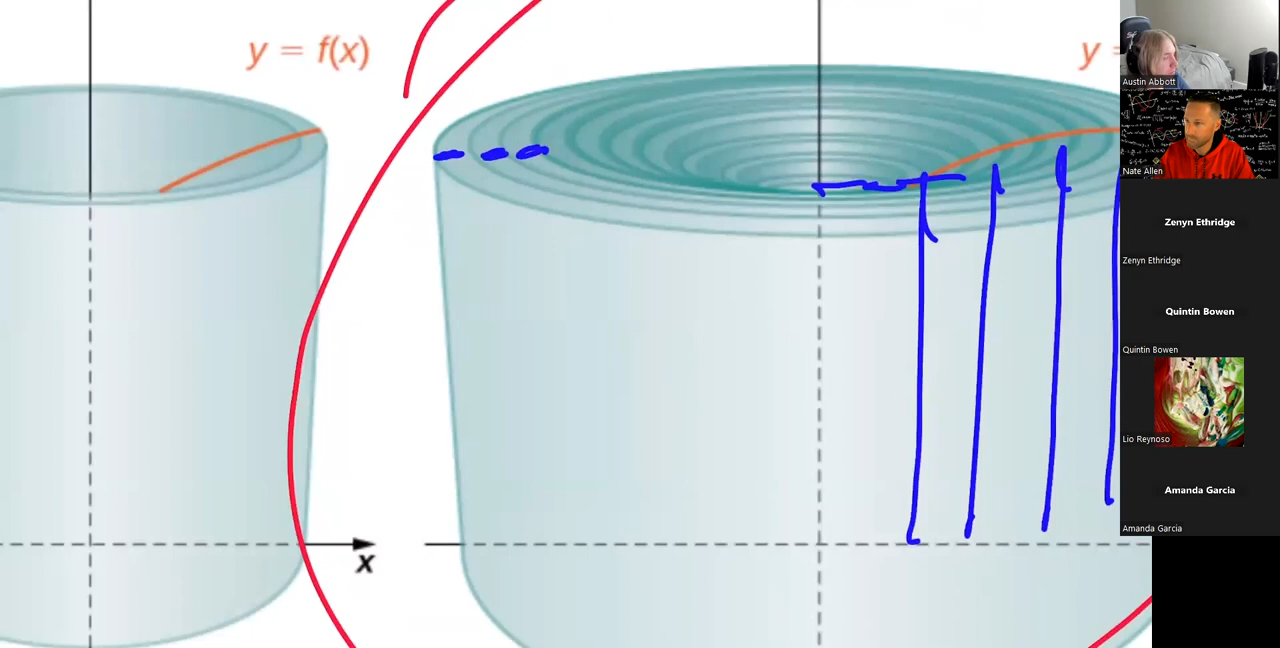 y = f(x)
y =
x
Austin Abbott
Nate Allen
Zenyn Ethridge
Zenyn Ethridge
Quintin Bowen
Quintin Bowen
Lio Reynoso
Amanda Garcia
Amanda Garcia